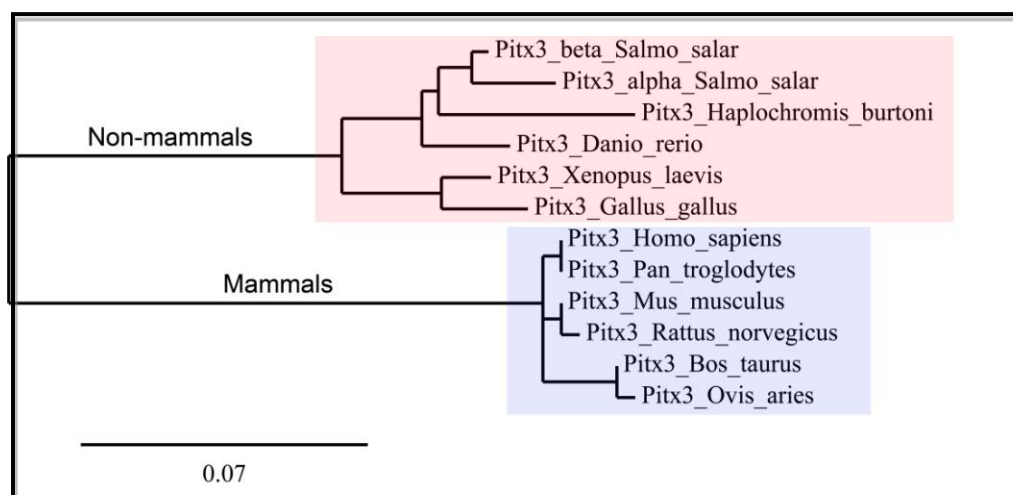 Pitx3_beta_Salmo_salar
Pitx3_alpha_Salmo_salar
Pitx3_Haplochromis_burtoni
Non-mammals
Pitx3_Danio_rerio
Pitx3_Xenopus_laevis
Pitx3_Gallus_gallus
Pitx3_Homo_sapiens
Pitx3_Pan_troglodytes
Mammals
Pitx3_Mus_musculus
Pitx3_Rattus_norvegicus
Pitx3_Bos_taurus
Pitx3_Ovis_aries
0.07